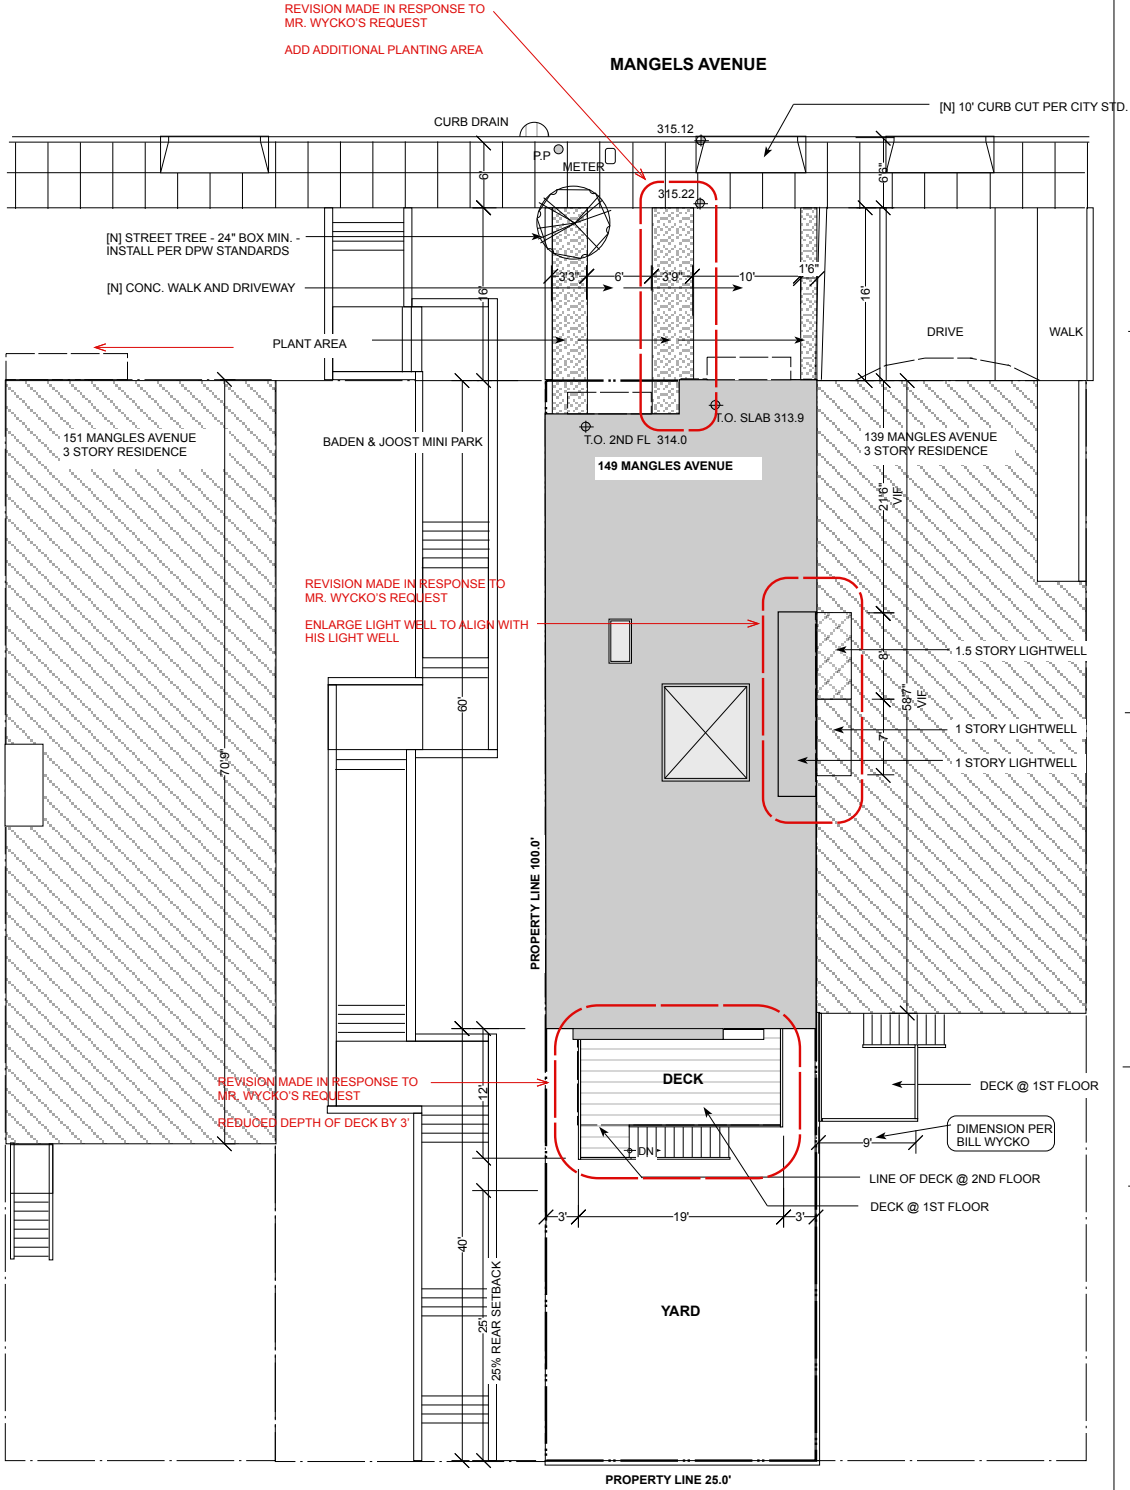 REVISION MADE IN RESPONSE TO
MR. WYCKO'S REQUEST
ADD ADDITIONAL PLANTING AREA
MANGELS AVENUE
[N] 10' CURB CUT PER CITY STD.
CURB DRAIN
315.12
P.P
METER
6'
6'6"
315.22
[N] STREET TREE - 24" BOX MIN. -
INSTALL PER DPW STANDARDS
3'3"
6'
3'9"
10'
1'6"
[N] CONC. WALK AND DRIVEWAY
16'
16'
DRIVE
WALK
PLANT AREA
T.O. SLAB 313.9
151 MANGLES AVENUE
3 STORY RESIDENCE
BADEN & JOOST MINI PARK
T.O. 2ND FL 314.0
139 MANGLES AVENUE
3 STORY RESIDENCE
149 MANGLES AVENUE
21'6"
VIF
REVISION MADE IN RESPONSE TO
MR. WYCKO'S REQUEST
ENLARGE LIGHT WELL TO ALIGN WITH
HIS LIGHT WELL
1.5 STORY LIGHTWELL
8'
58'7"
VIF
60'
1 STORY LIGHTWELL
7'
1 STORY LIGHTWELL
70'9"
PROPERTY LINE 100.0'
REVISION MADE IN RESPONSE TO
MR. WYCKO'S REQUEST
REDUCED DEPTH OF DECK BY 3'
12'
DECK
DECK @ 1ST FLOOR
DIMENSION PER
BILL WYCKO
9'
DN
LINE OF DECK @ 2ND FLOOR
DECK @ 1ST FLOOR
3'
19'
3'
40'
25'
25% REAR SETBACK
YARD
PROPERTY LINE 25.0'